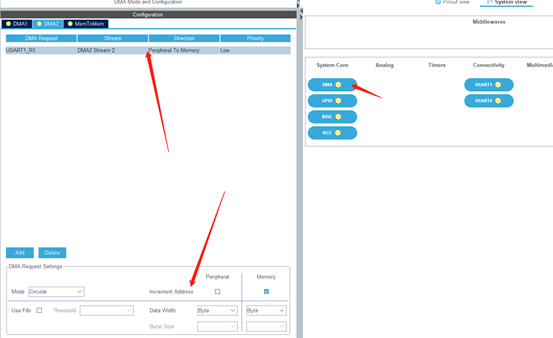 DMA Mode and Configuration
Configuration
DMA1 DMA2 MemToMem
DMA Request Stream Direction Priority
USART1_RX DMA2 Stream 2 Peripheral To Memory Low
Add Delete
DMA Request Settings
Peripheral Memory
Mode Circular Increment Address
Use Fifo Threshold Data Width Byte Byte
Burst Size
Pinout view System view
Middlewares
System Core Analog Timers Connectivity Multimedia
DMA USART1
GPIO USART6
NVIC
RCC